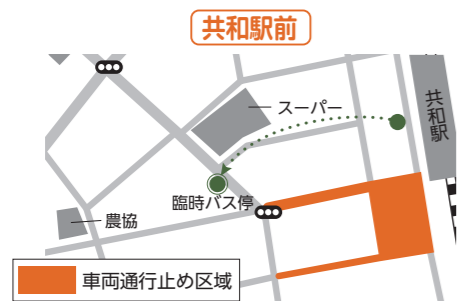 共和駅前
スーパー
共和駅
臨時バス停
農協
車両通行止め区域